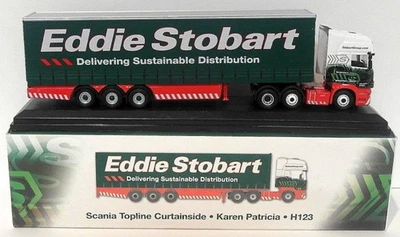 Eddie Stobart
Delivering Sustainable Distribution
Eddie Stobart
Delivering Sustainable Distribution
Scania Topline Curtainside • Karen Patricia • H123